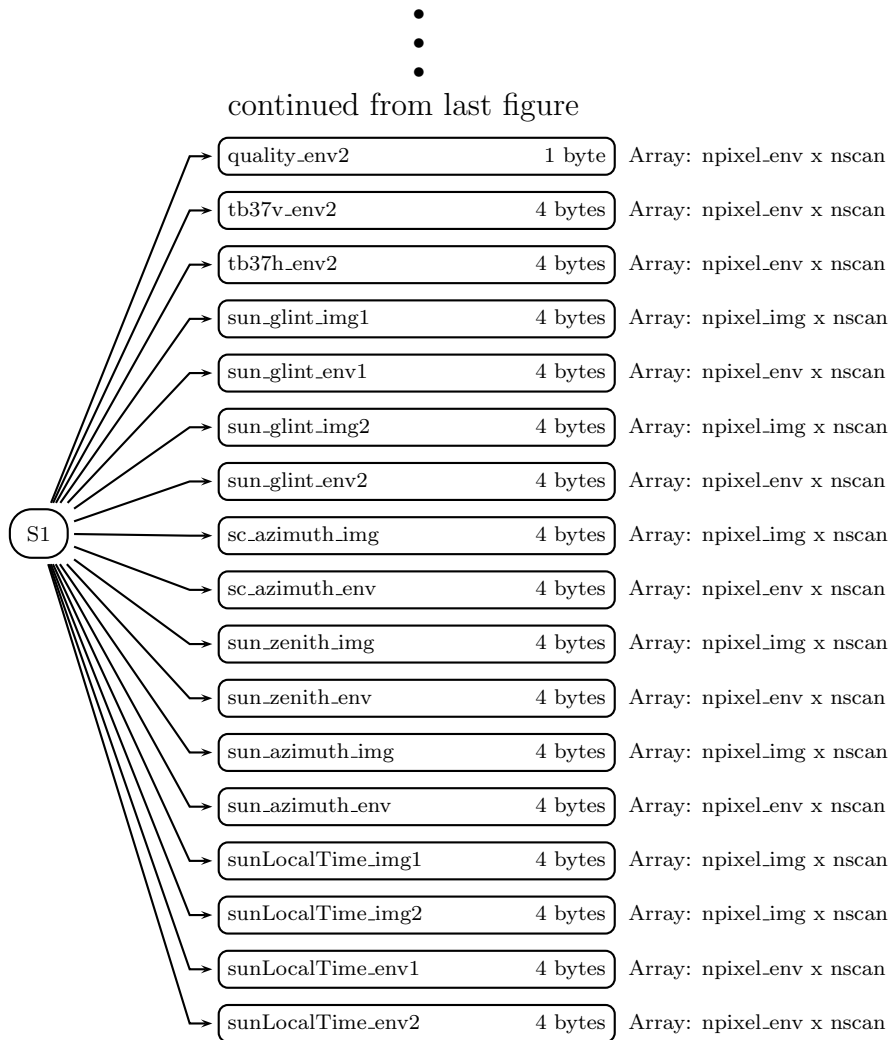 continued from last figure
quality_env2 1 byte Array: npixel_env x nscan
tb37v_env2 4 bytes Array: npixel_env x nscan
tb37h_env2 4 bytes Array: npixel_env x nscan
sun_glint_img1 4 bytes Array: npixel_img x nscan
sun_glint_env1 4 bytes Array: npixel_env x nscan
sun_glint_img2 4 bytes Array: npixel_img x nscan
sun_glint_env2 4 bytes Array: npixel_env x nscan
S1 sc_azimuth_img 4 bytes Array: npixel_img x nscan
sc_azimuth_env 4 bytes Array: npixel_env x nscan
sun_zenith_img 4 bytes Array: npixel_img x nscan
sun_zenith_env 4 bytes Array: npixel_env x nscan
sun_azimuth_img 4 bytes Array: npixel_img x nscan
sun_azimuth_env 4 bytes Array: npixel_env x nscan
sunLocalTime_img1 4 bytes Array: npixel_img x nscan
sunLocalTime_img2 4 bytes Array: npixel_img x nscan
sunLocalTime_env1 4 bytes Array: npixel_env x nscan
sunLocalTime_env2 4 bytes Array: npixel_env x nscan